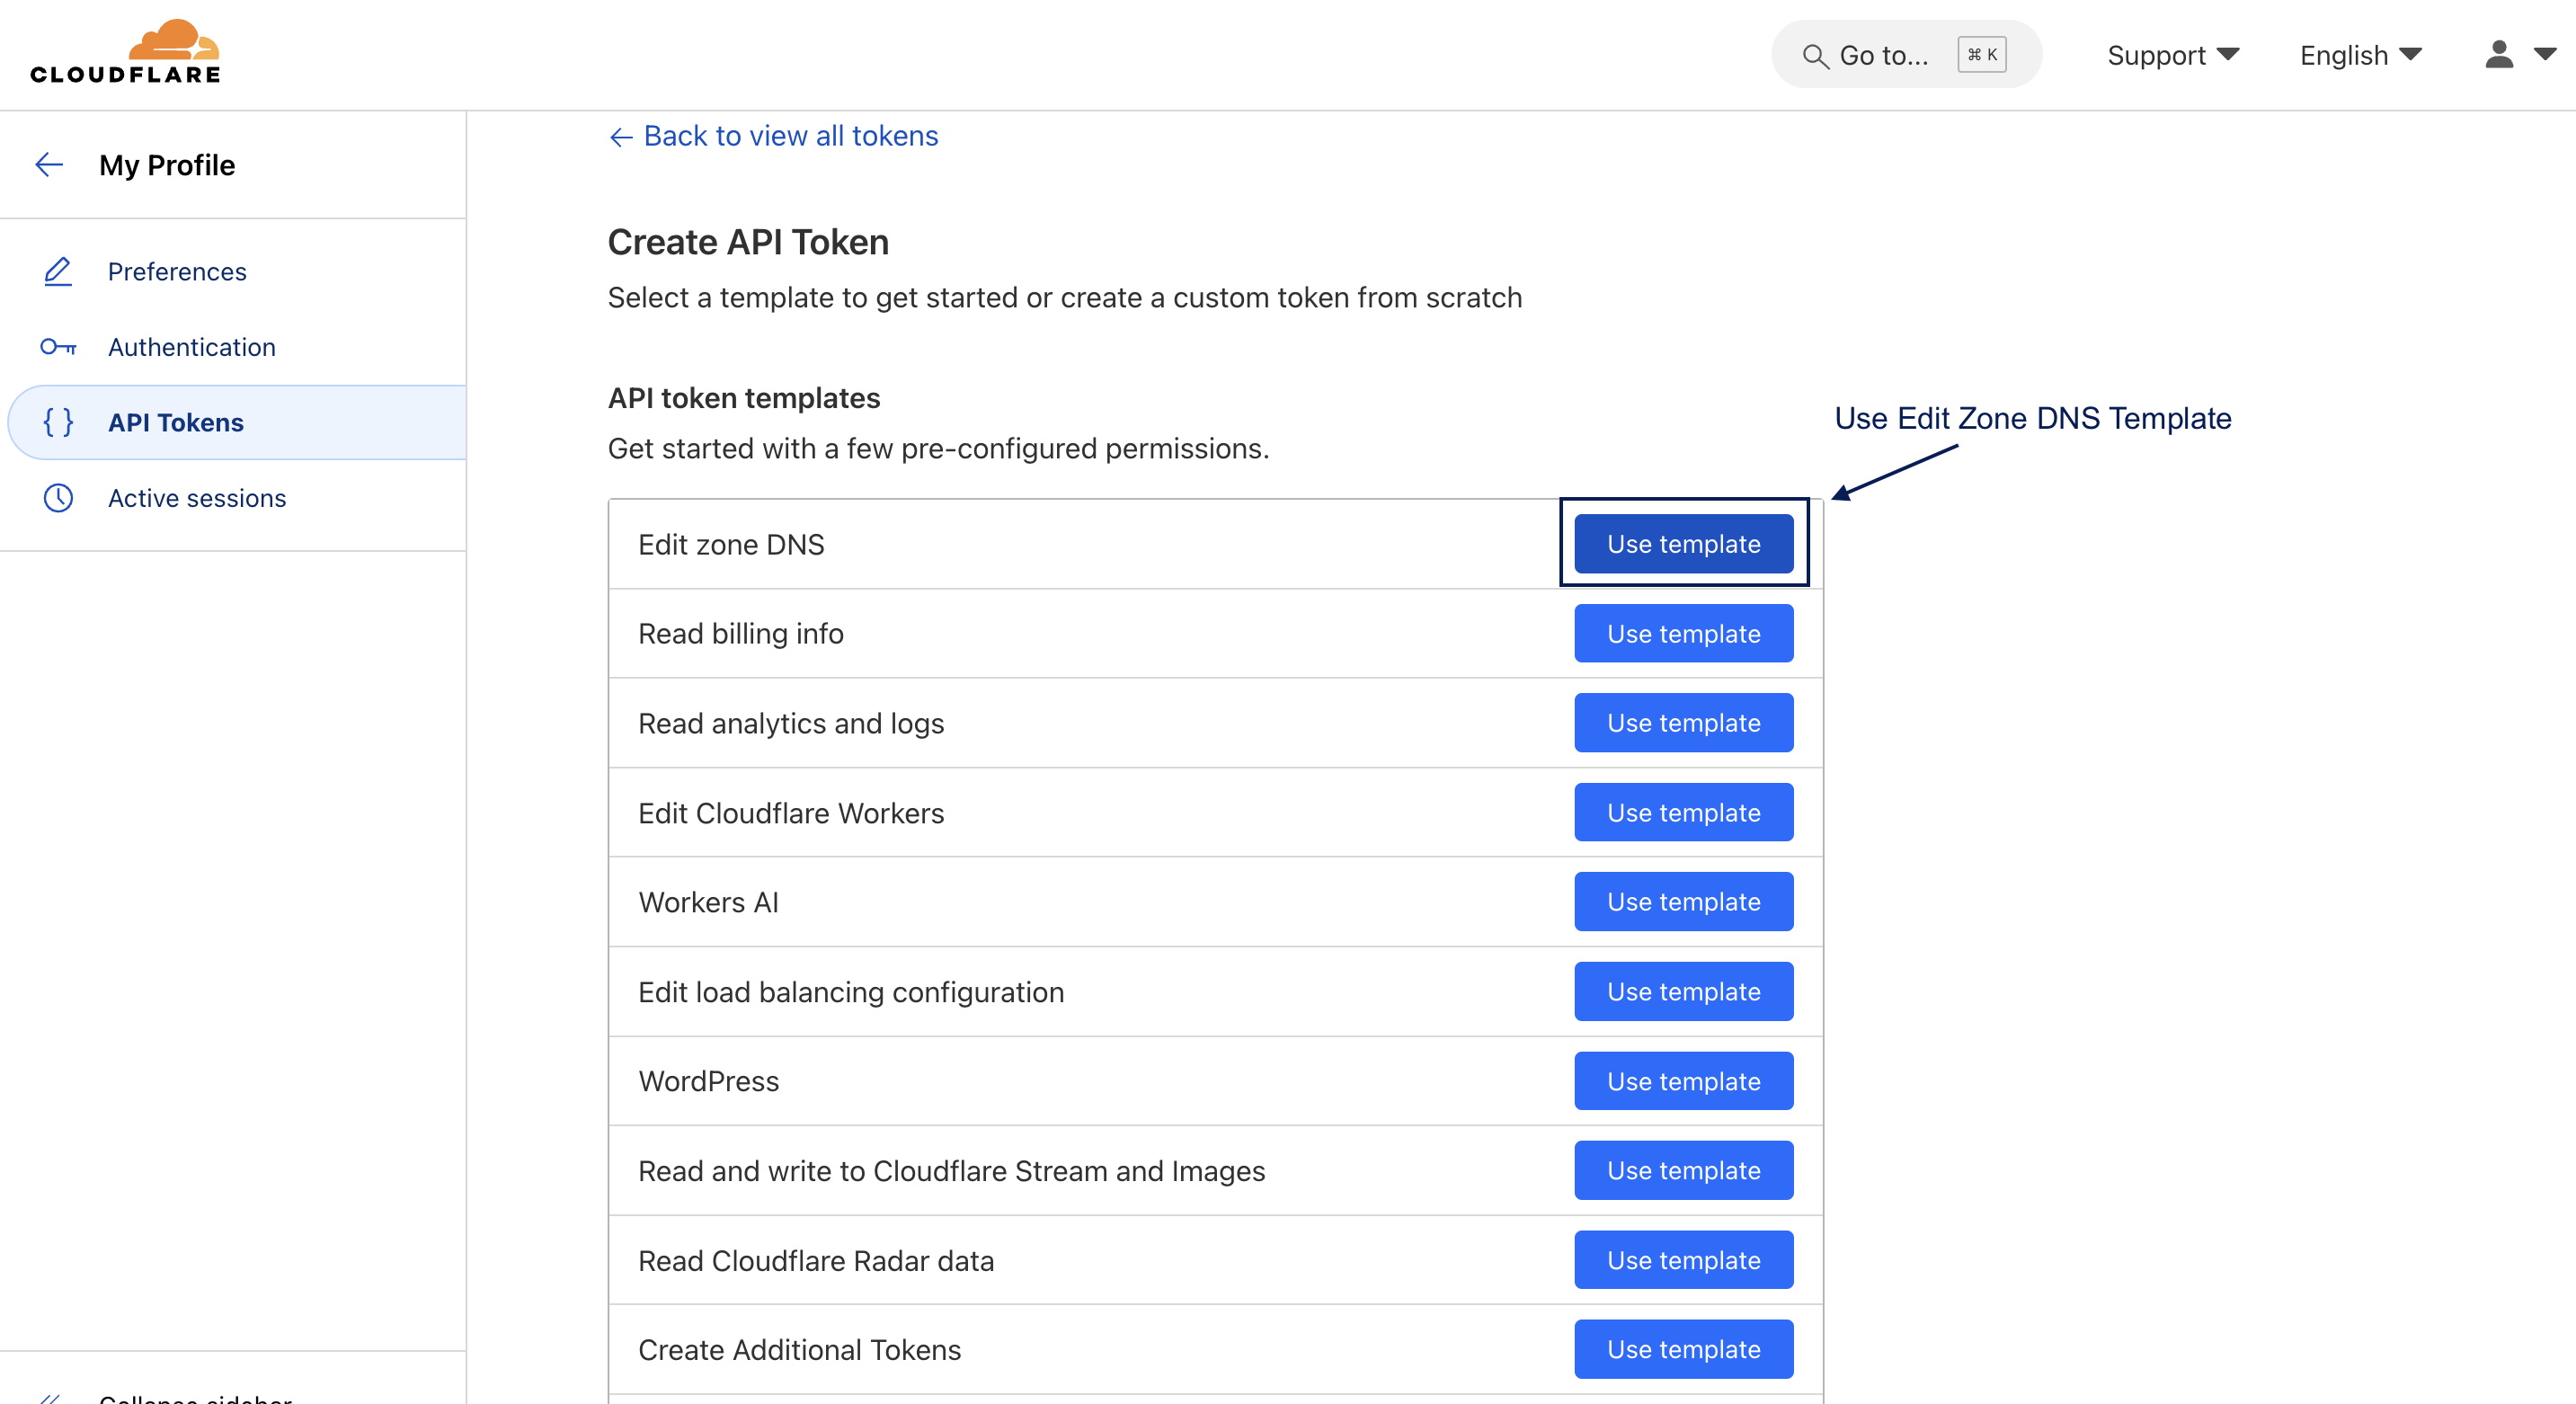 CLOUDFLARE
Go to... ⌘ K
Support
English
My Profile
Preferences
Authentication
API Tokens
Active sessions
Collapse sidebar
Back to view all tokens
Create API Token
Select a template to get started or create a custom token from scratch
API token templates
Get started with a few pre-configured permissions.
Use Edit Zone DNS Template
Edit zone DNS Use template
Read billing info Use template
Read analytics and logs Use template
Edit Cloudflare Workers Use template
Workers AI Use template
Edit load balancing configuration Use template
WordPress Use template
Read and write to Cloudflare Stream and Images Use template
Read Cloudflare Radar data Use template
Create Additional Tokens Use template